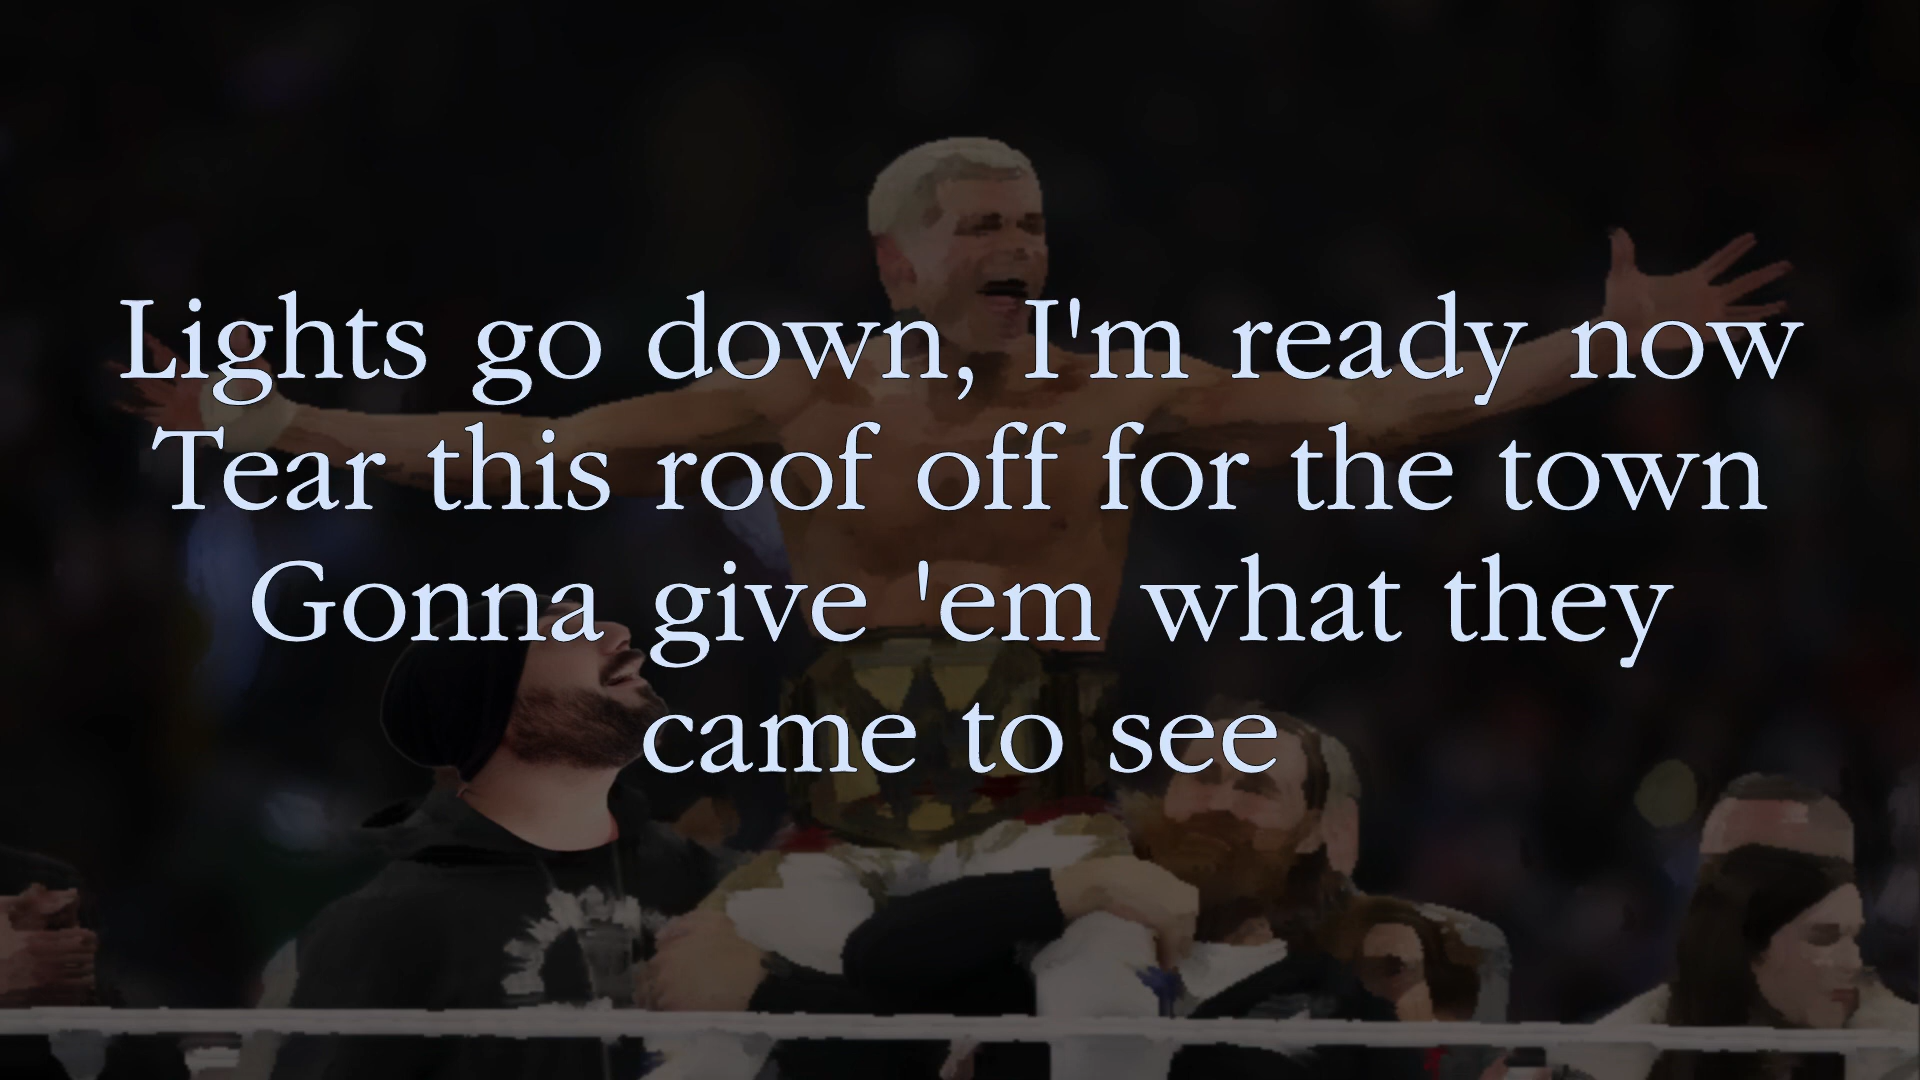 Lights go down, I'm ready now
Tear this roof off for the town
Gonna give 'em what they
came to see